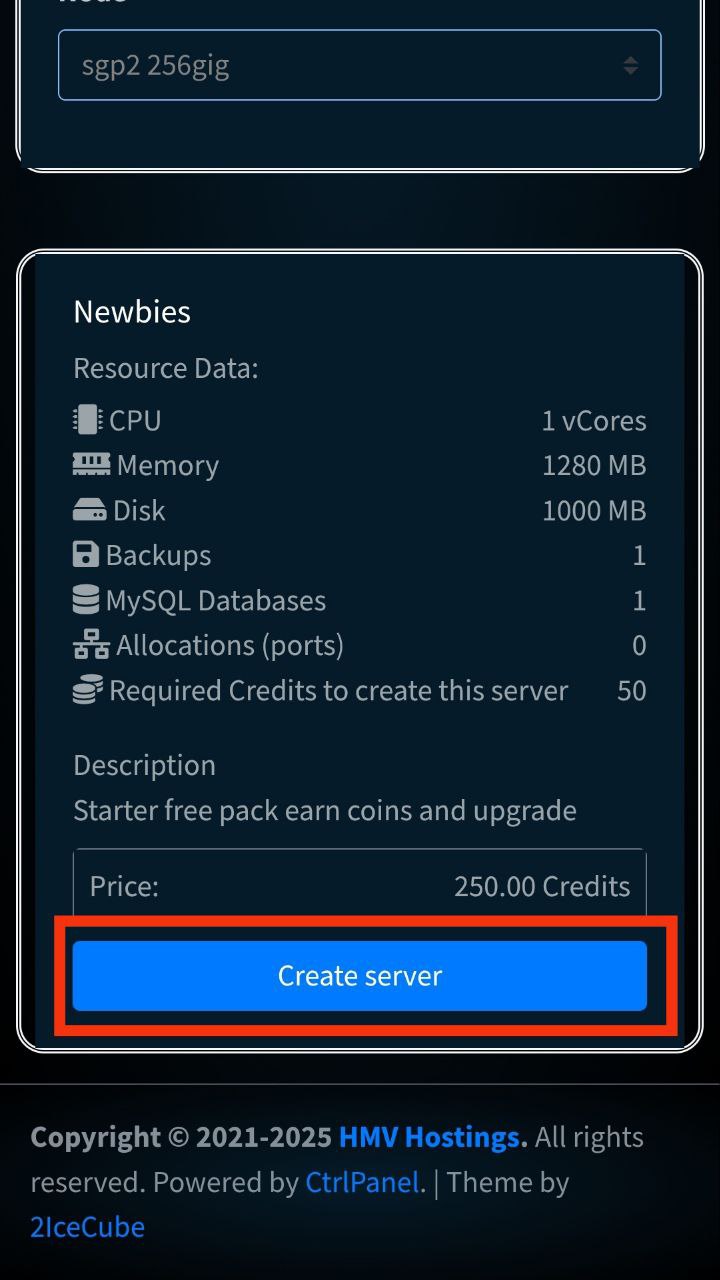 sgp2 256gig
Newbies
Resource Data:
CPU 1 vCores
Memory 1280 MB
Disk 1000 MB
Backups 1
MySQL Databases 1
Allocations (ports) 0
Required Credits to create this server 50
Description
Starter free pack earn coins and upgrade
Price: 250.00 Credits
Create server
Copyright © 2021-2025 HMV Hostings. All rights
reserved. Powered by CtrlPanel. | Theme by
2IceCube